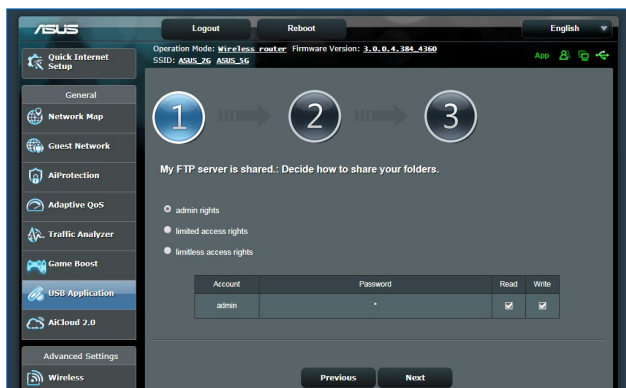 ASUS
Logout
Reboot
English
Operation Mode: Wireless router Firmware Version: 3.0.0.4.384_4360
SSID: ASUS_2G ASUS_5G
App
Quick Internet
Setup
General
Network Map
Guest Network
AiProtection
Adaptive QoS
Traffic Analyzer
Game Boost
USB Application
AiCloud 2.0
Advanced Settings
Wireless
1 2 3
My FTP server is shared.: Decide how to share your folders.
admin rights
limited access rights
limitless access rights
Account Password Read Write
admin *
Previous Next